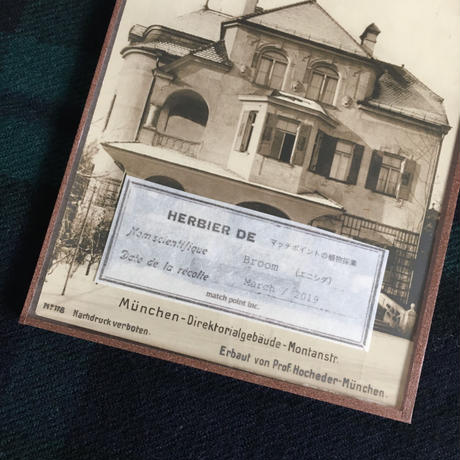 HERBIER DE マッチポイントの植物採集
Nom scientifique Broom (エニシダ)
Date de la récolte March / 2019
match point inc.
München-Direktorialgebäude-Montanstr.
Nº 118
Nachdruck verboten.
Erbaut von Prof. Hocheder-München.